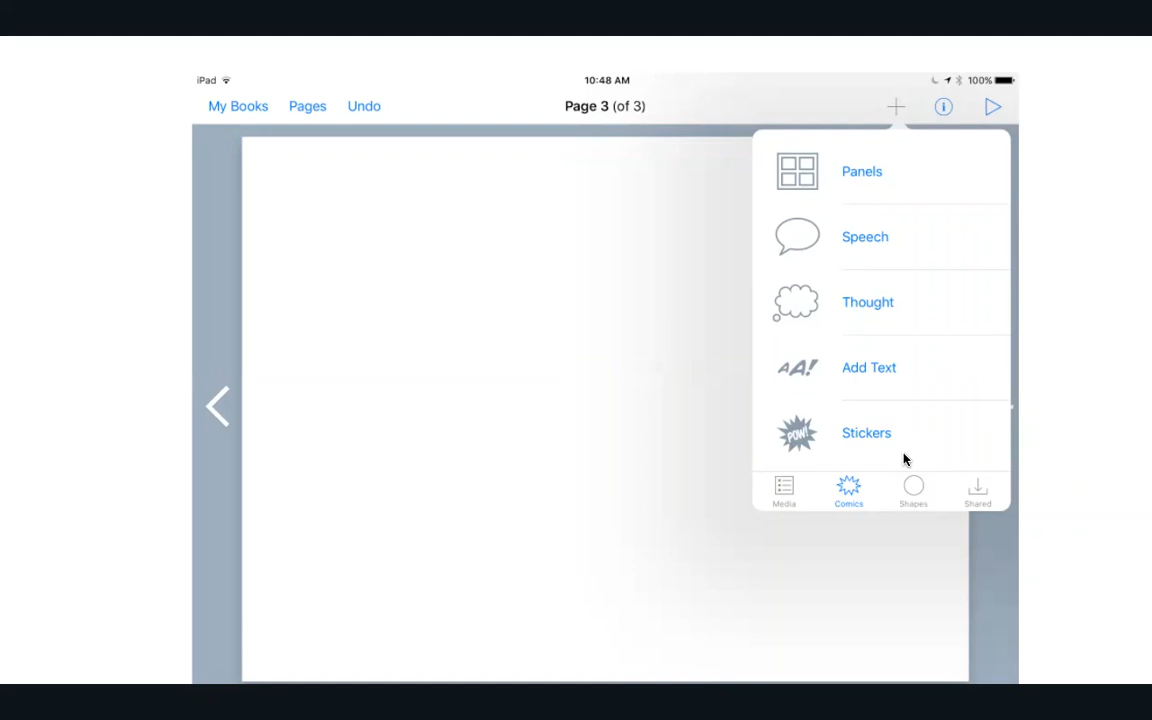 iPad 10:48 AM 100%
My Books Pages Undo Page 3 (of 3)
Panels
Speech
Thought
AA! Add Text
POW! Stickers
Media Comics Shapes Shared